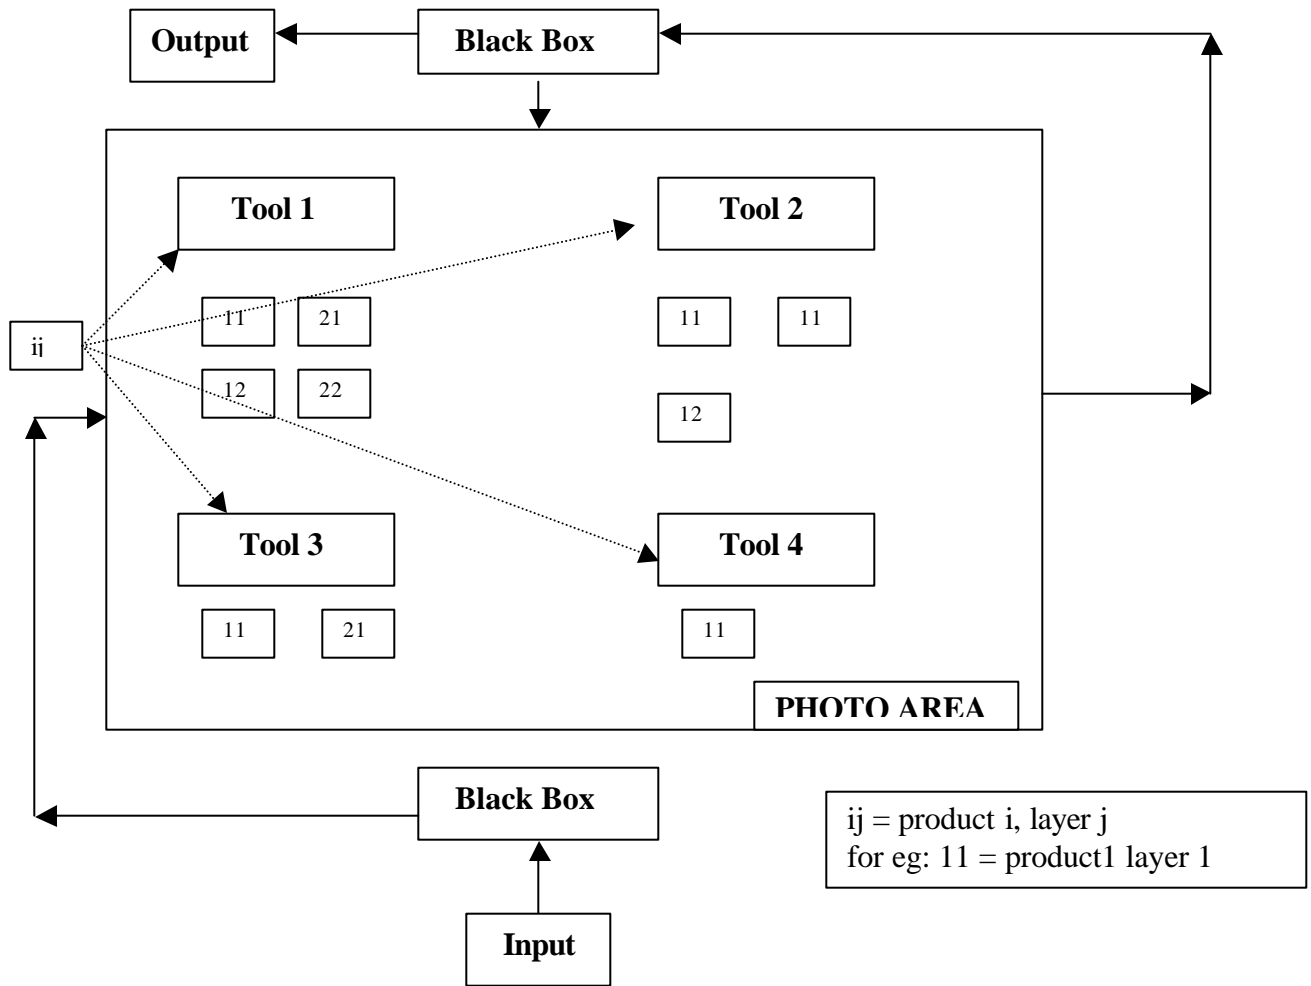 Output
Black Box
Tool 1
Tool 2
11
21
11
11
ij
12
22
12
Tool 3
Tool 4
11
21
11
PHOTO AREA
Black Box
ij = product i, layer j
for eg: 11 = product1 layer 1
Input